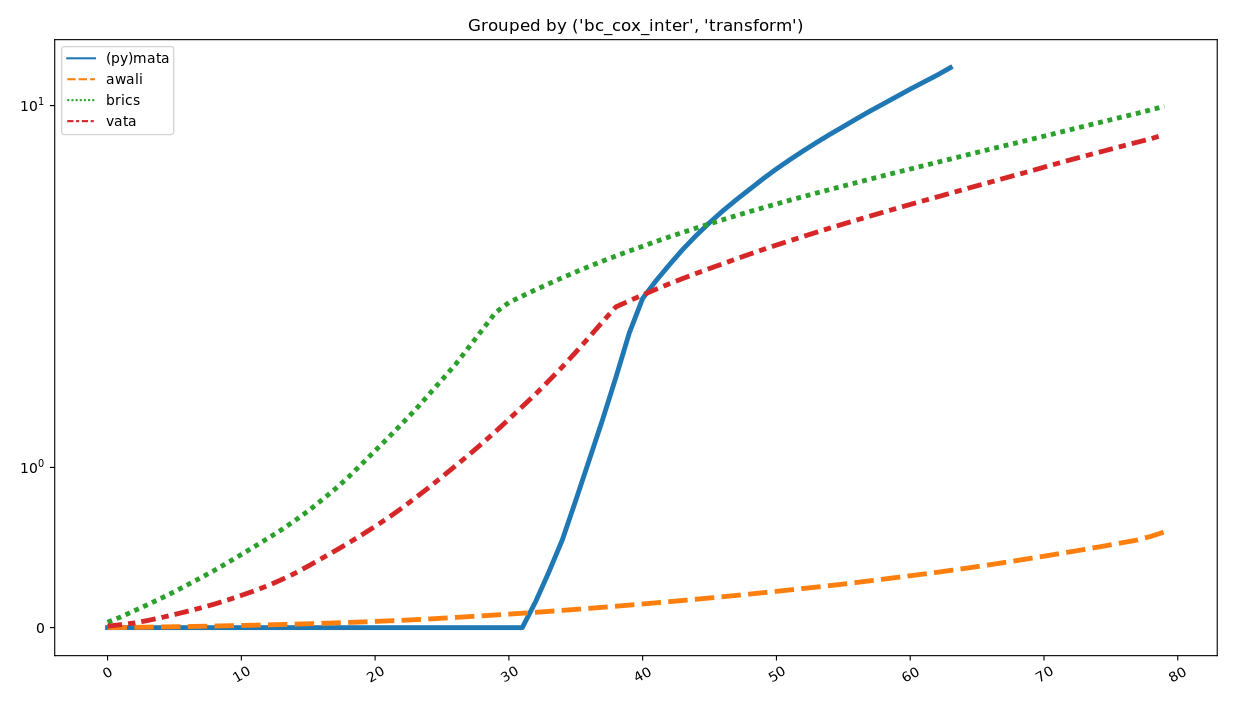 Grouped by ('bc_cox_inter', 'transform')
(py)mata
awali
brics
vata
10^1
10^0
0
0 10 20 30 40 50 60 70 80